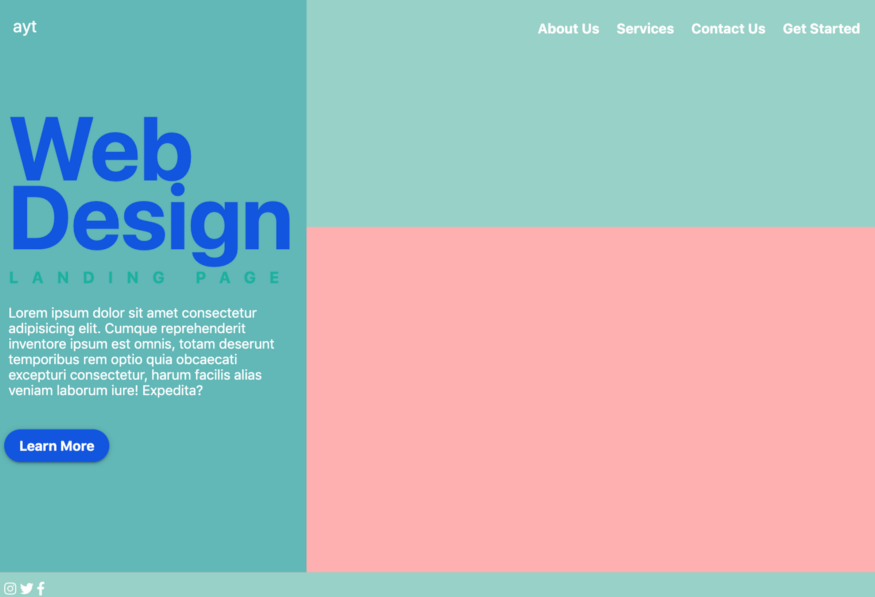 ayt
About Us Services Contact Us Get Started
Web
Design
LANDING PAGE
Lorem ipsum dolor sit amet consectetur
adipisicing elit. Cumque reprehenderit
inventore ipsum est omnis, totam deserunt
temporibus rem optio quia obcaecati
excepturi consectetur, harum facilis alias
veniam laborum iure! Expedita?
Learn More